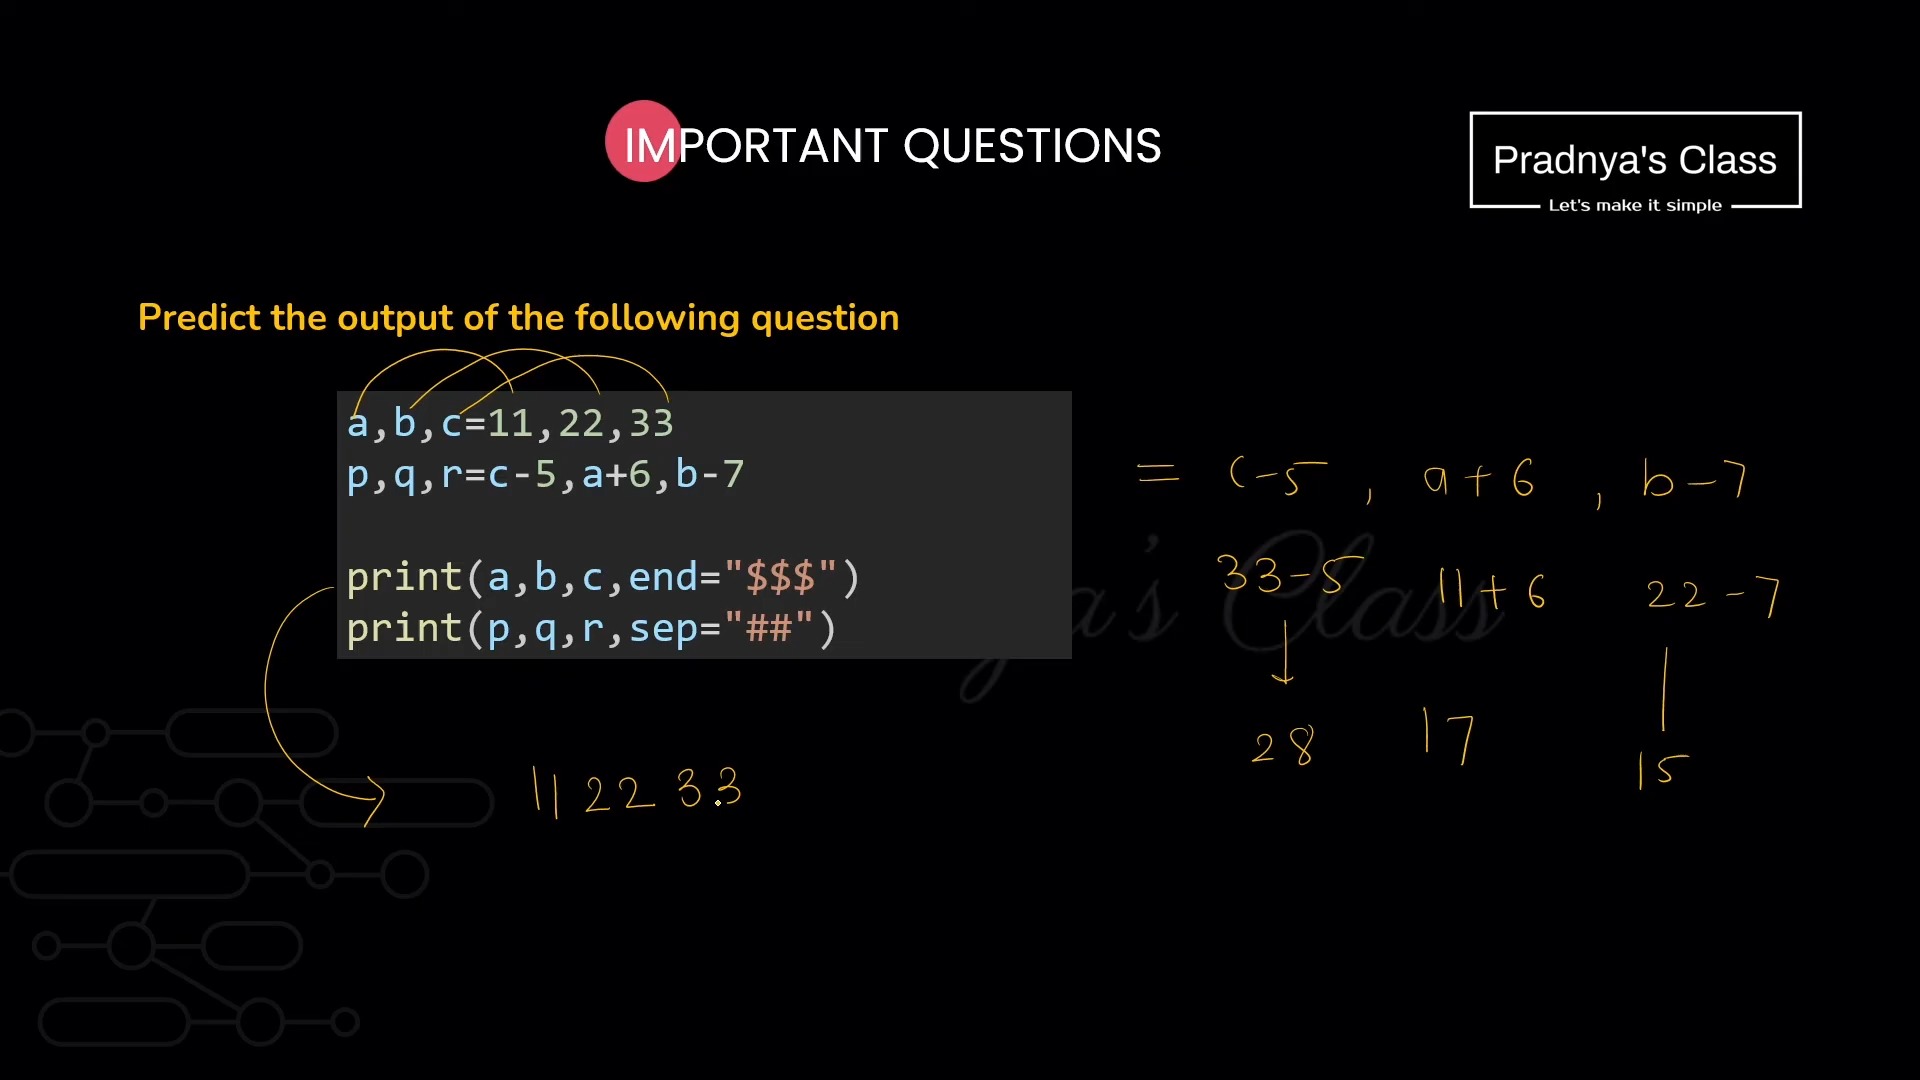 IMPORTANT QUESTIONS
Pradnya's Class
Let's make it simple
Predict the output of the following question
a,b,c=11,22,33
p,q,r=c-5,a+6,b-7
print(a,b,c,end="$$$")
print(p,q,r,sep="##")
= c-5 , a+6 , b-7
33-5 11+6 22-7
28 17 15
11 22 33
a's Class